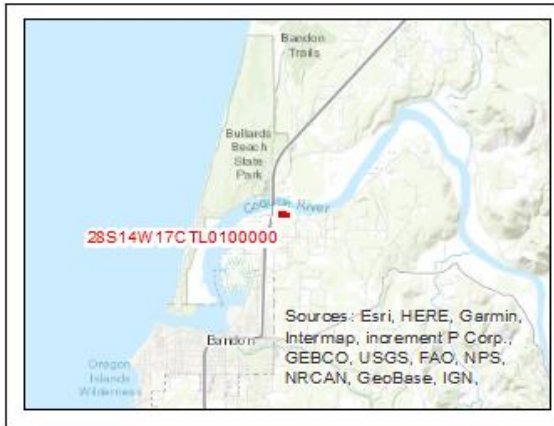 Bandon
Trails
Bullards
Beach
State
Park
Coquille River
28S14W17CTL0100000
Sources: Esri, HERE, Garmin,
Intermap, increment P Corp.,
GEBCO, USGS, FAO, NPS,
NRCAN, GeoBase, IGN,
Bandon
Oregon
Islands
Wilderness